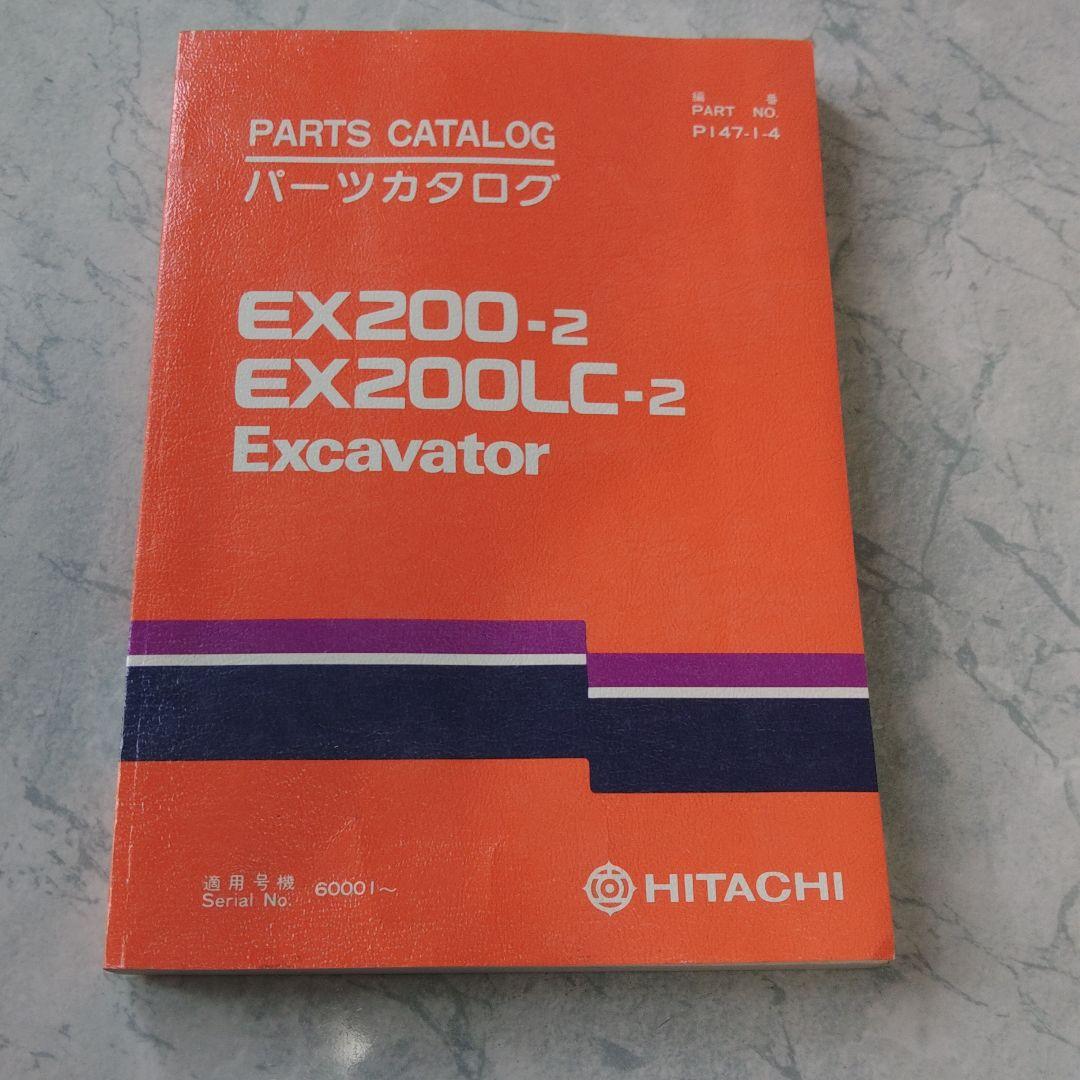 編 番
PART NO.
P147-1-4
PARTS CATALOG
パーツカタログ
EX200-2
EX200LC-2
Excavator
適用号機
Serial No. 60001～
HITACHI